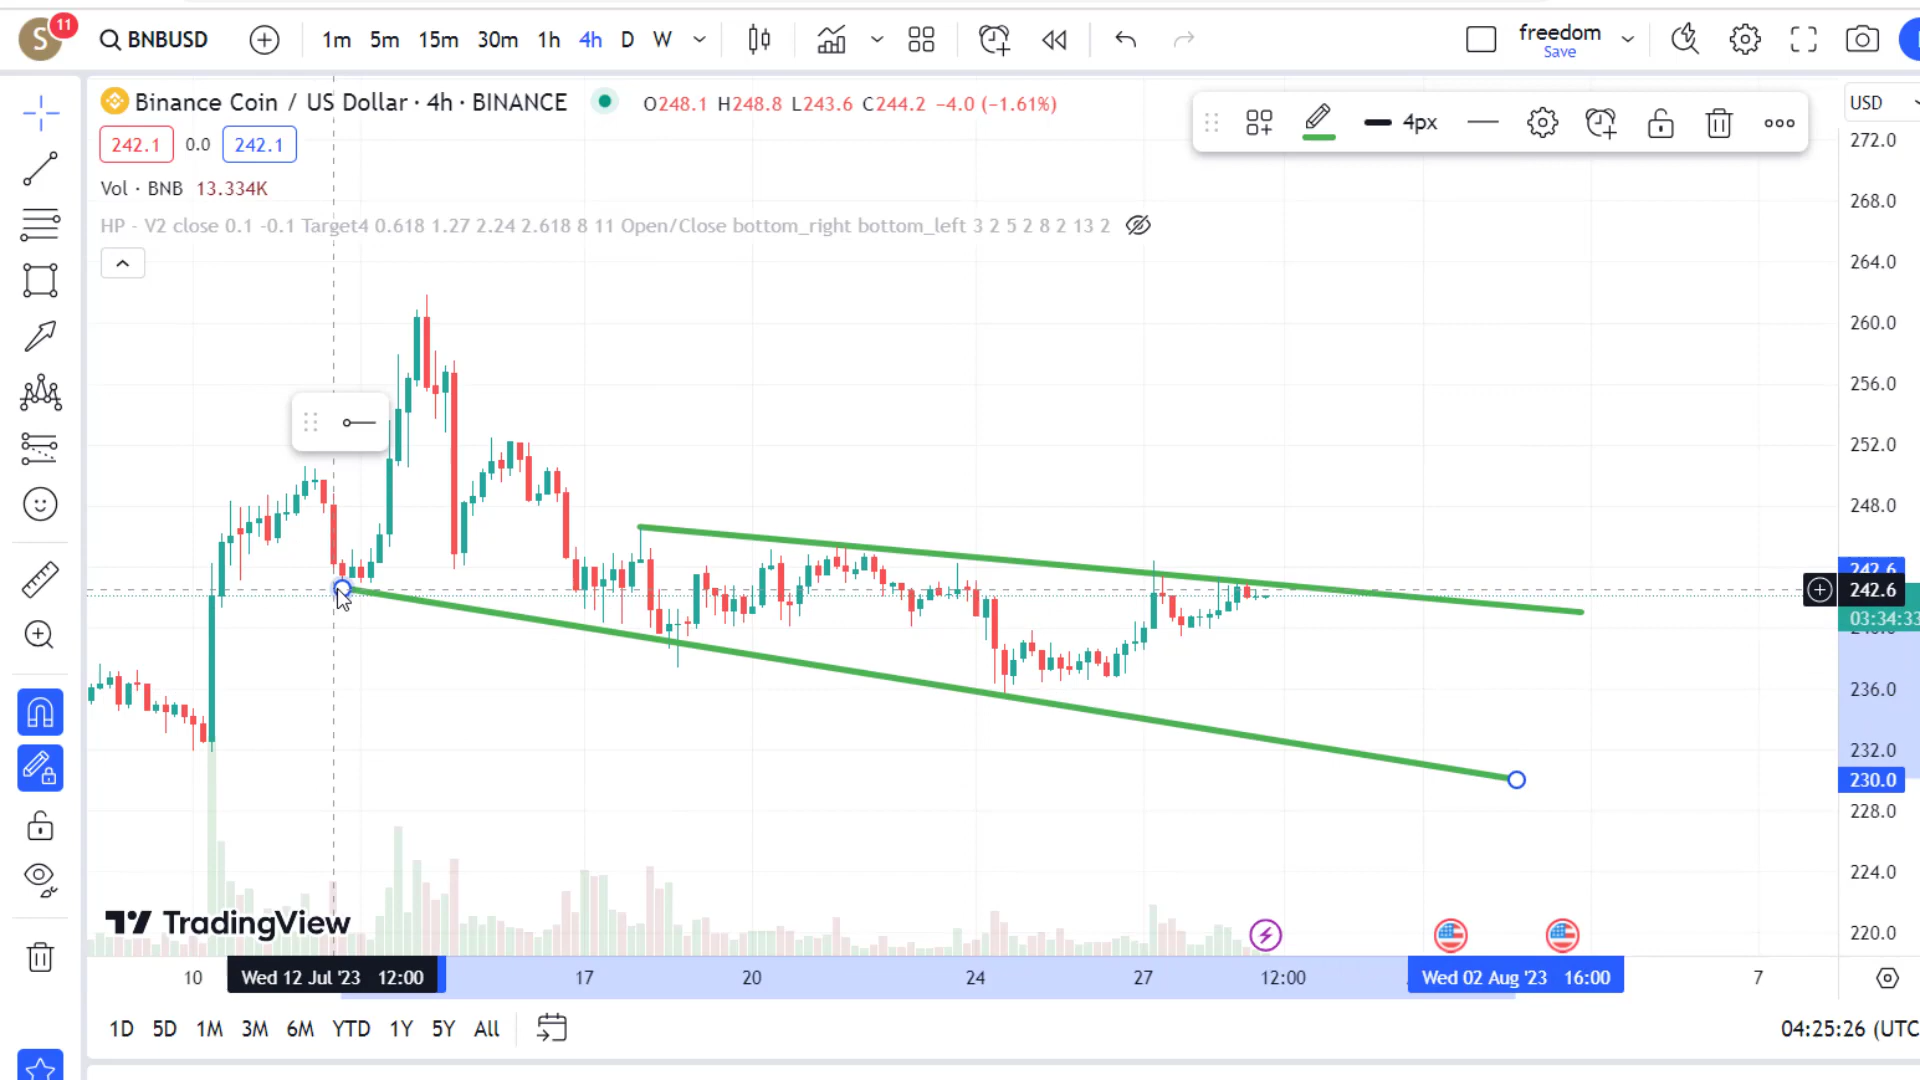 S 11 BNBUSD 1m 5m 15m 30m 1h 4h D W freedom
Save
Binance Coin / US Dollar · 4h · BINANCE O248.1 H248.8 L243.6 C244.2 −4.0 (−1.61%)
4px
USD
242.1 0.0 242.1
Vol · BNB 13.334K
HP - V2 close 0.1 -0.1 Target4 0.618 1.27 2.24 2.618 8 11 Open/Close bottom_right bottom_left 3 2 5 2 8 2 13 2
272.0
268.0
264.0
260.0
256.0
252.0
248.0
242.6
242.6
03:34:33
236.0
232.0
230.0
228.0
224.0
220.0
TradingView
10 Wed 12 Jul '23 12:00 17 20 24 27 12:00 Wed 02 Aug '23 16:00 7
1D 5D 1M 3M 6M YTD 1Y 5Y All 04:25:26 (UTC